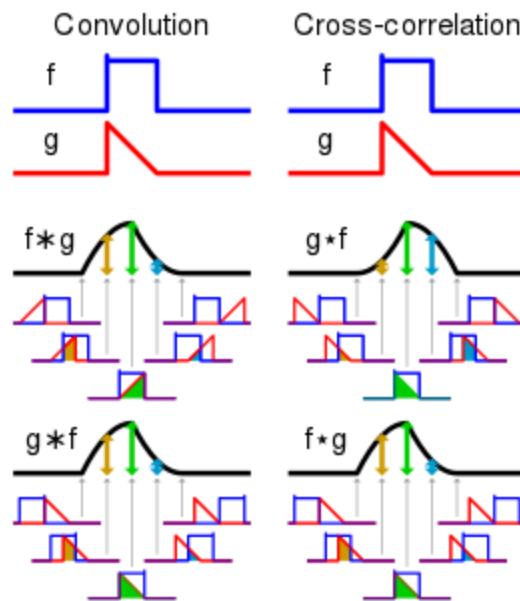 Convolution Cross-correlation
f f
g g
f∗g g⋆f
g∗f f⋆g